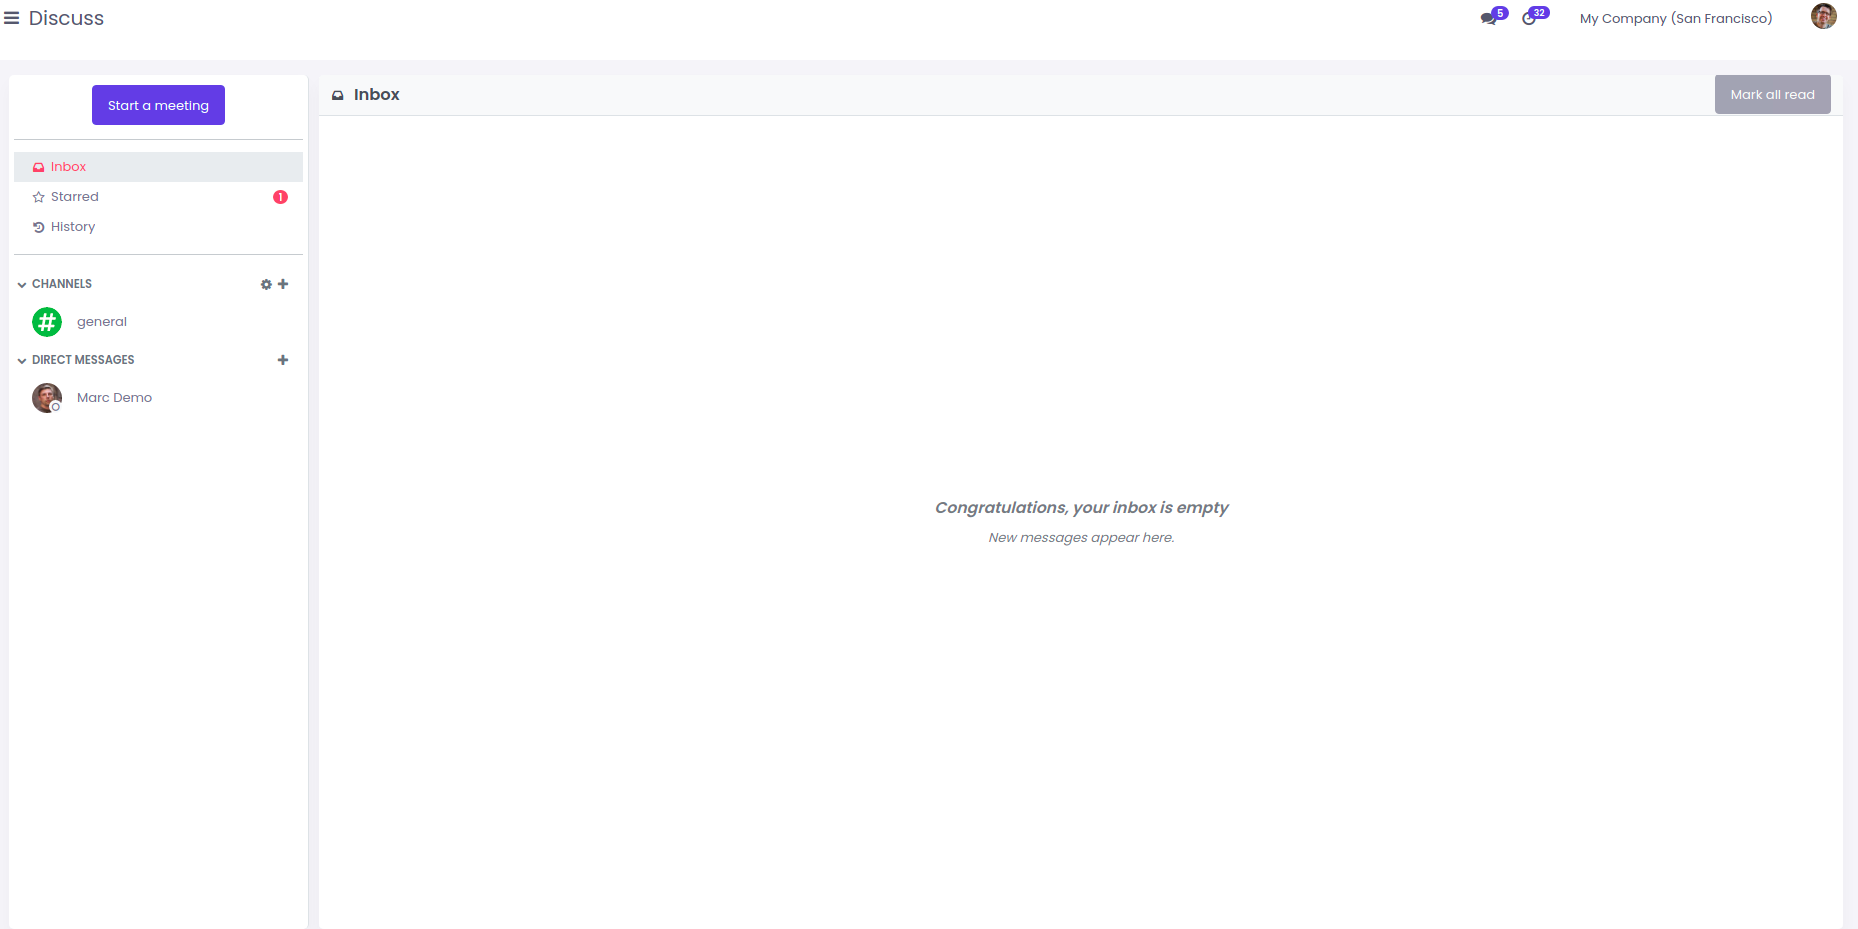 Discuss
5
32
My Company (San Francisco)
Start a meeting
Inbox
Starred
1
History
CHANNELS
general
DIRECT MESSAGES
Marc Demo
Inbox
Mark all read
Congratulations, your inbox is empty
New messages appear here.